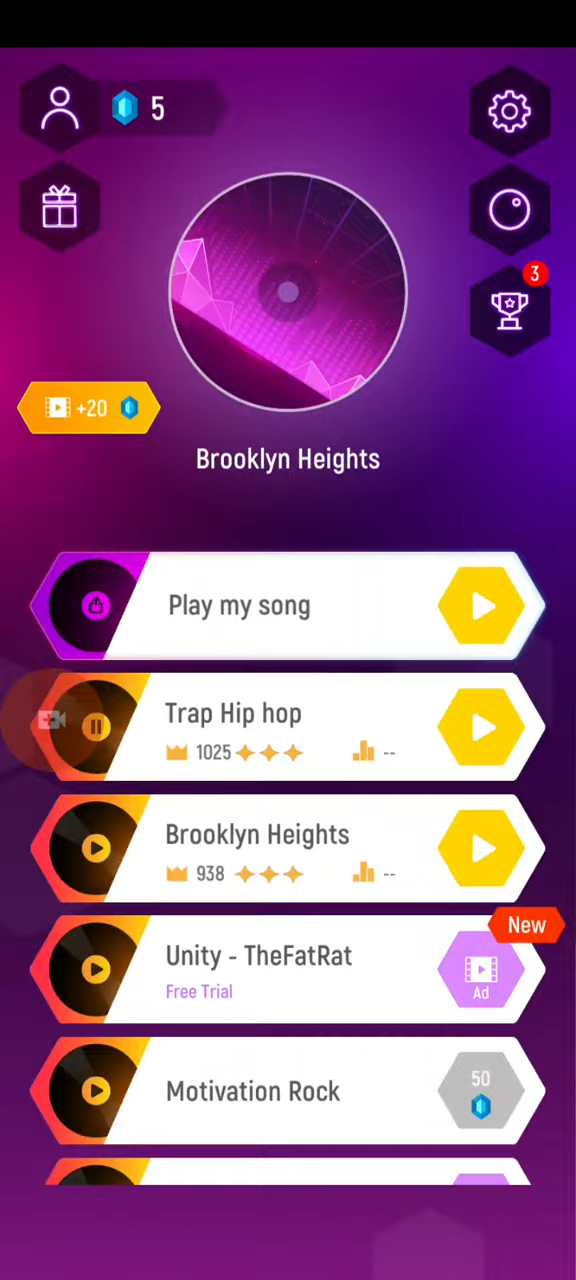 5
3
+20
Brooklyn Heights
Play my song
Trap Hip hop
1025 --
Brooklyn Heights
938 --
New
Unity - TheFatRat
Free Trial
Ad
Motivation Rock
50